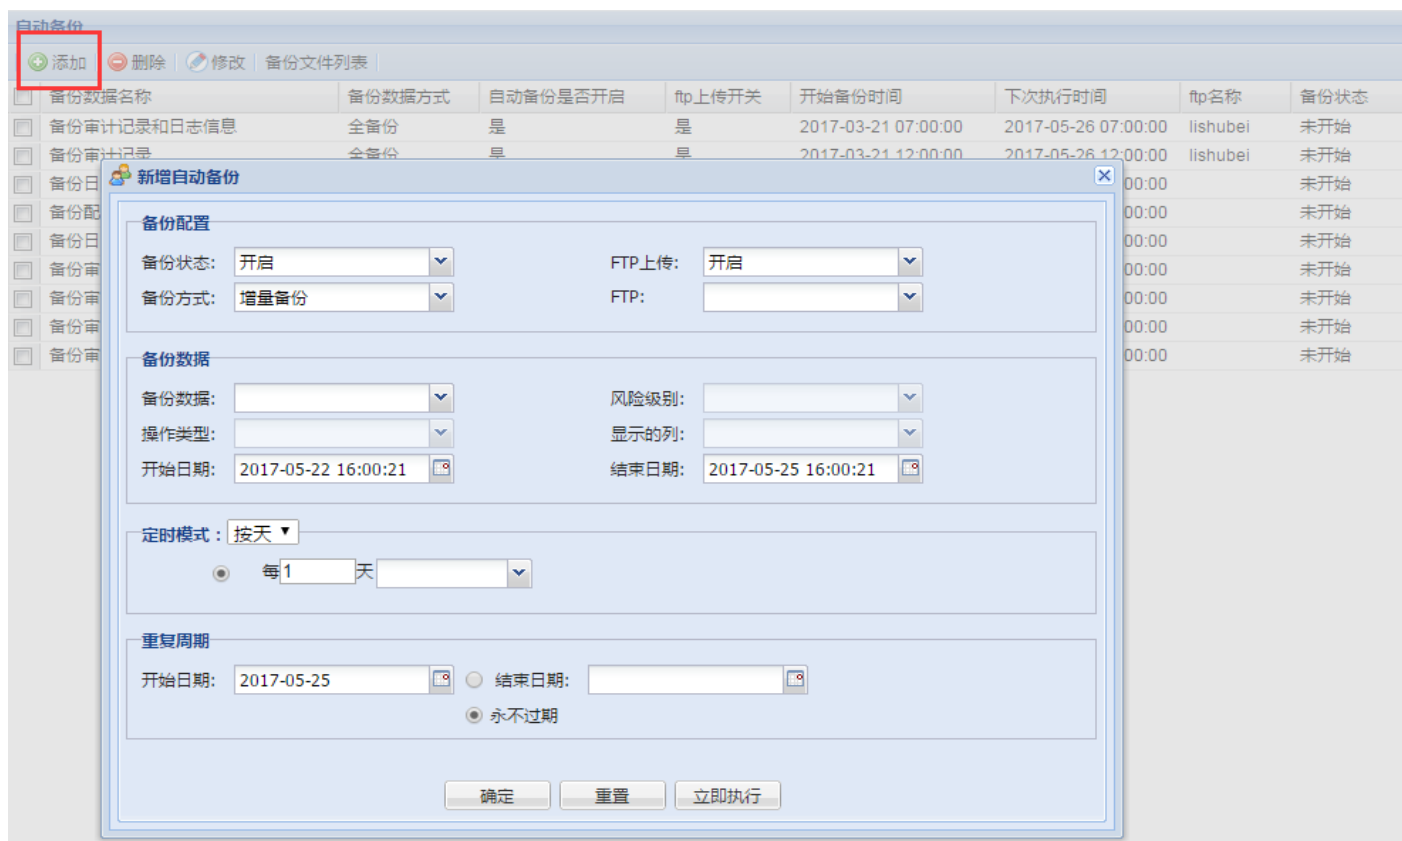 自动备份
添加 删除 修改 备份文件列表
备份数据名称 备份数据方式 自动备份是否开启 ftp上传开关 开始备份时间 下次执行时间 ftp名称 备份状态
备份审计记录和日志信息 全备份 是 是 2017-03-21 07:00:00 2017-05-26 07:00:00 lishubei 未开始
备份审计记录 全备份 是 是 2017-03-21 12:00:00 2017-05-26 12:00:00 lishubei 未开始
备份日 00:00 未开始
备份配 00:00 未开始
备份日 00:00 未开始
备份审 00:00 未开始
备份审 00:00 未开始
备份审 00:00 未开始
备份审 00:00 未开始
新增自动备份
备份配置
备份状态: 开启 FTP上传: 开启
备份方式: 增量备份 FTP:
备份数据
备份数据: 风险级别:
操作类型: 显示的列:
开始日期: 2017-05-22 16:00:21 结束日期: 2017-05-25 16:00:21
定时模式: 按天
每1 天
重复周期
开始日期: 2017-05-25 结束日期:
永不过期
确定 重置 立即执行